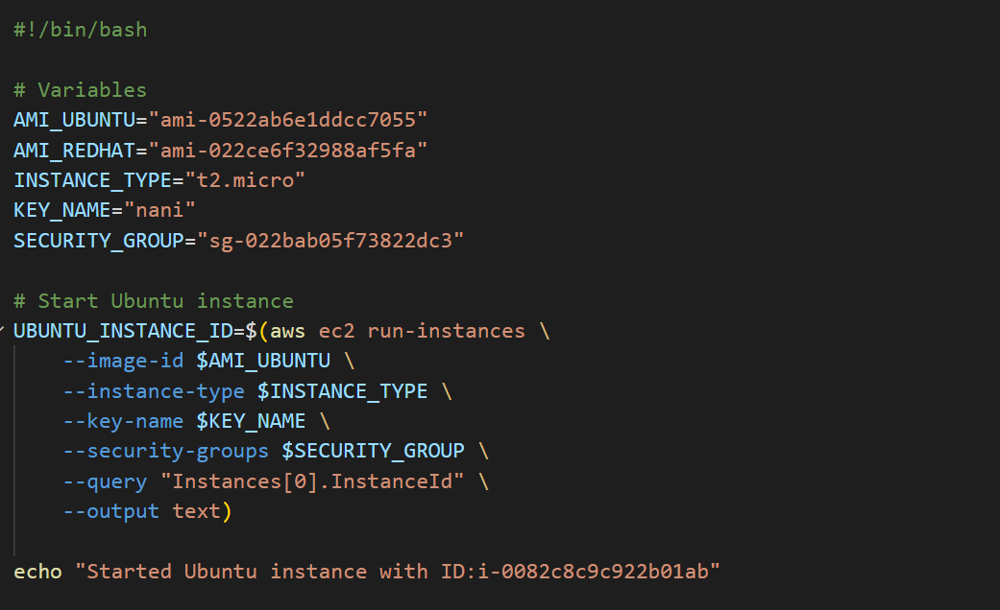 #!/bin/bash
# Variables
AMI_UBUNTU="ami-0522ab6e1ddcc7055"
AMI_REDHAT="ami-022ce6f32988af5fa"
INSTANCE_TYPE="t2.micro"
KEY_NAME="nani"
SECURITY_GROUP="sg-022bab05f73822dc3"
# Start Ubuntu instance
UBUNTU_INSTANCE_ID=$(aws ec2 run-instances \
    --image-id $AMI_UBUNTU \
    --instance-type $INSTANCE_TYPE \
    --key-name $KEY_NAME \
    --security-groups $SECURITY_GROUP \
    --query "Instances[0].InstanceId" \
    --output text)
echo "Started Ubuntu instance with ID:i-0082c8c9c922b01ab"